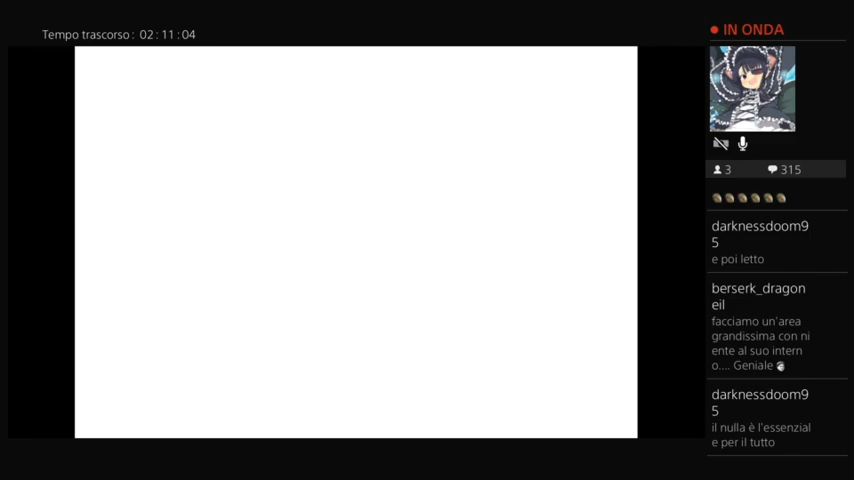 Tempo trascorso: 02:11:04
IN ONDA
3 315
darknessdoom9
5
e poi letto
berserk_dragon
eil
facciamo un'area
grandissima con ni
ente al suo intern
o.... Geniale
darknessdoom9
5
il nulla è l'essenzial
e per il tutto